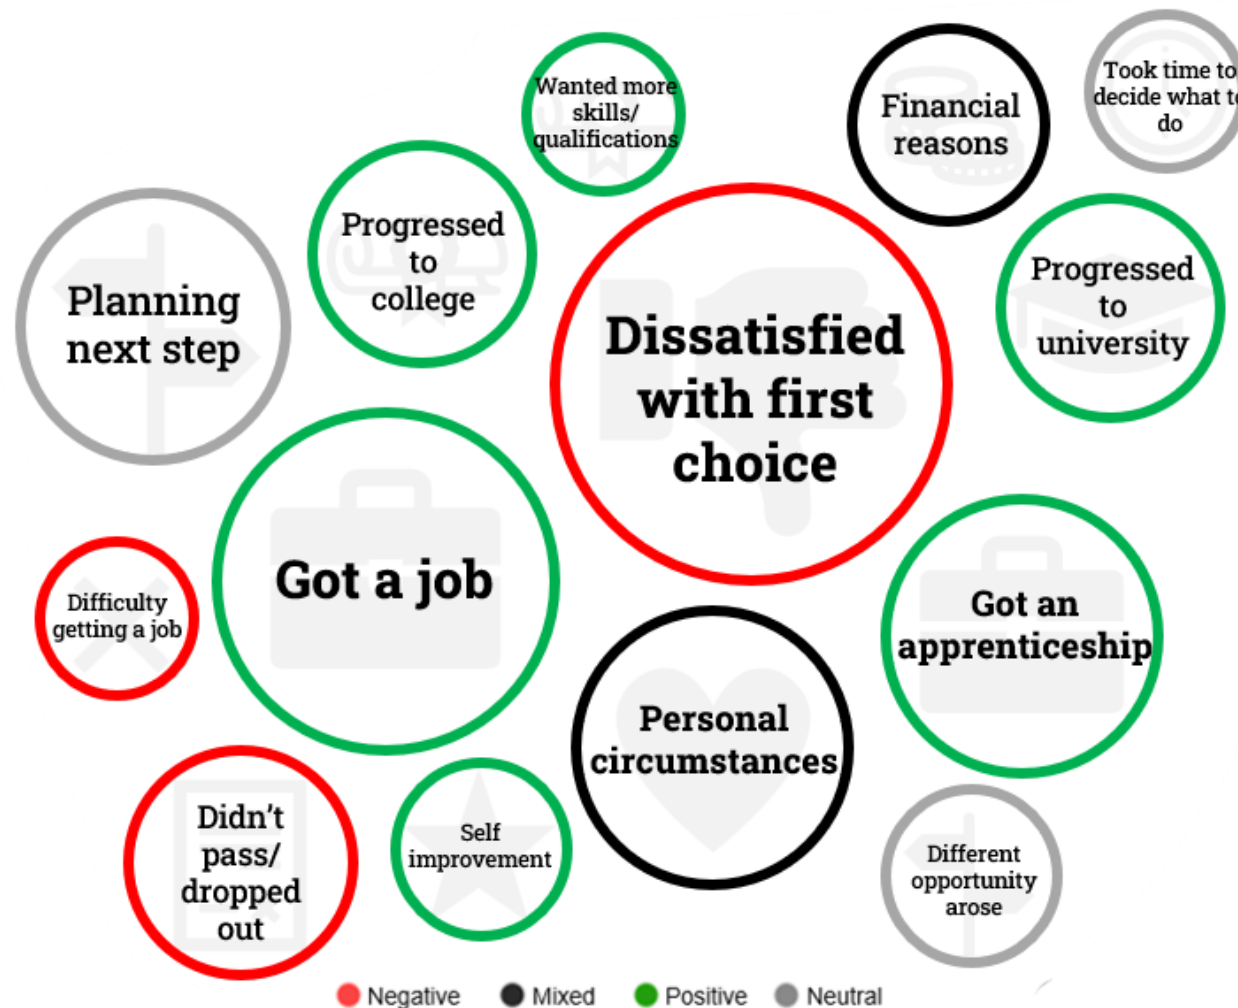 Wanted more
skills/
qualifications
Financial
reasons
Took time to
decide what to
do
Progressed
to
college
Progressed
to
university
Planning
next step
Dissatisfied
with first
choice
Got a job
Difficulty
getting a job
Got an
apprenticeship
Personal
circumstances
Didn’t
pass/
dropped
out
Self
improvement
Different
opportunity
arose
Negative
Mixed
Positive
Neutral